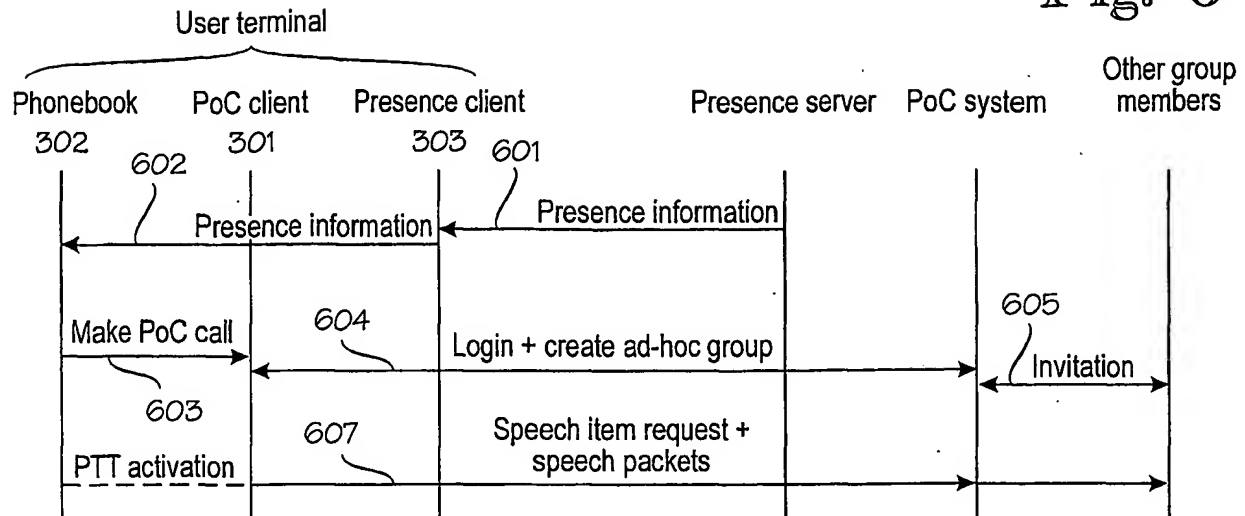 User terminal
Phonebook
302
PoC client
301
Presence client
303
Presence server
PoC system
Other group
members
602
601
Presence information
Presence information
Make PoC call
603
604
Login + create ad-hoc group
605
Invitation
PTT activation
607
Speech item request +
speech packets